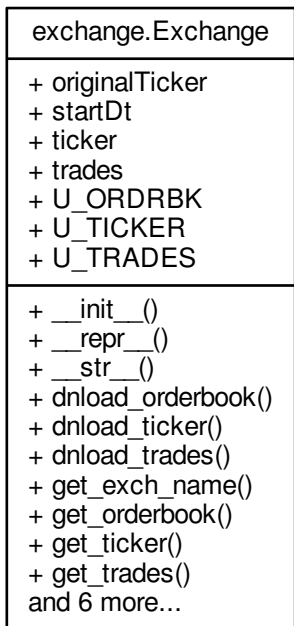 exchange.Exchange
+ originalTicker
+ startDt
+ ticker
+ trades
+ U_ORDRBK
+ U_TICKER
+ U_TRADES
+ __init__()
+ __repr__()
+ __str__()
+ dnload_orderbook()
+ dnload_ticker()
+ dnload_trades()
+ get_exch_name()
+ get_orderbook()
+ get_ticker()
+ get_trades()
and 6 more...